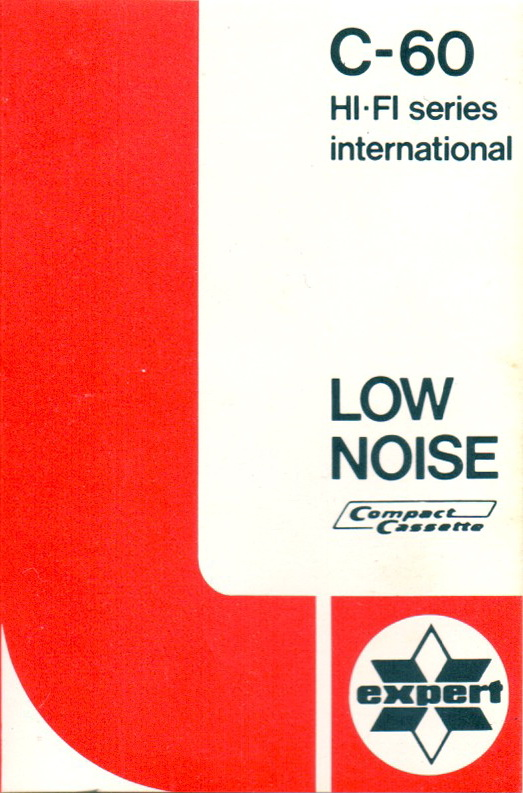 C-60
HI·FI series
international
LOW
NOISE
Compact
Cassette
expert